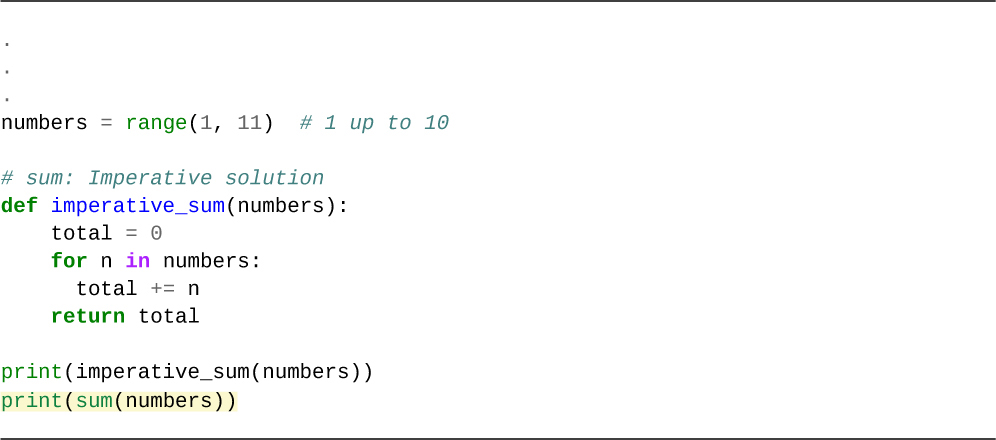 .
.
.
numbers = range(1, 11)  # 1 up to 10

# sum: Imperative solution
def imperative_sum(numbers):
    total = 0
    for n in numbers:
      total += n
    return total

print(imperative_sum(numbers))
print(sum(numbers))